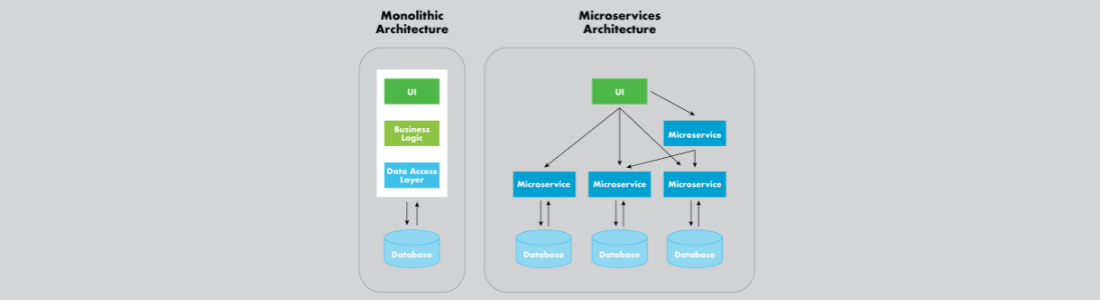 Monolithic
Architecture
UI
Business
Logic
Data Access
Layer
Database
Microservices
Architecture
UI
Microservice
Microservice
Microservice
Microservice
Database
Database
Database